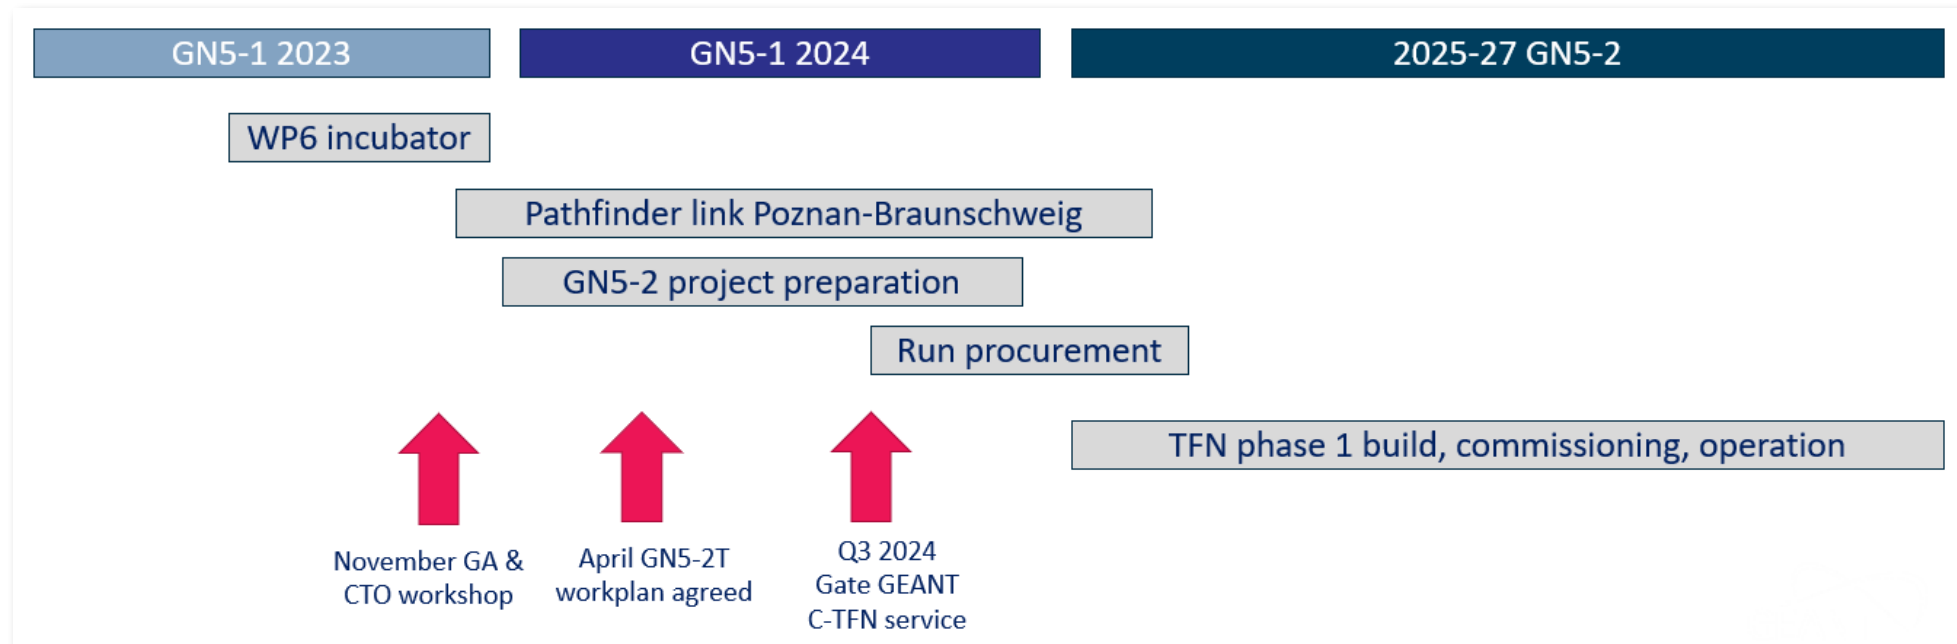 GN5-1 2023
GN5-1 2024
2025-27 GN5-2
WP6 incubator
Pathfinder link Poznan-Braunschweig
GN5-2 project preparation
Run procurement
TFN phase 1 build, commissioning, operation
November GA &
CTO workshop
April GN5-2T
workplan agreed
Q3 2024
Gate GEANT
C-TFN service